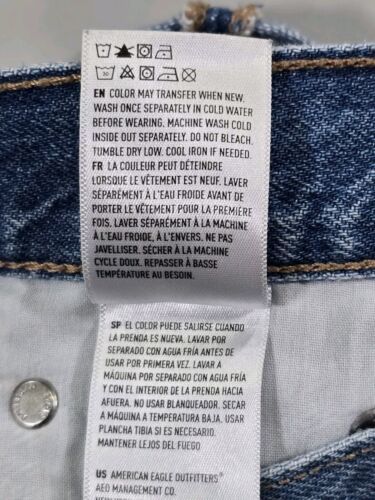 EN COLOR MAY TRANSFER WHEN NEW.
WASH ONCE SEPARATELY IN COLD WATER
BEFORE WEARING. MACHINE WASH COLD
INSIDE OUT SEPARATELY. DO NOT BLEACH.
TUMBLE DRY LOW. COOL IRON IF NEEDED.
FR LA COULEUR PEUT DÉTEINDRE
LORSQUE LE VÊTEMENT EST NEUF. LAVER
SÉPARÉMENT À L'EAU FROIDE AVANT DE
PORTER LE VÊTEMENT POUR LA PREMIÈRE
FOIS. LAVER SÉPARÉMENT À LA MACHINE
À L'EAU FROIDE, À L'ENVERS. NE PAS
JAVELLISER. SÉCHER À LA MACHINE
CYCLE DOUX. REPASSER À BASSE
TEMPÉRATURE AU BESOIN.
SP EL COLOR PUEDE SALIRSE CUANDO
LA PRENDA ES NUEVA. LAVAR POR
SEPARADO CON AGUA FRÍA ANTES DE
USAR POR PRIMERA VEZ. LAVAR A
MÁQUINA POR SEPARADO CON AGUA FRÍA
Y CON EL INTERIOR DE LA PRENDA HACIA
AFUERA. NO USAR BLANQUEADOR. SECAR
A MÁQUINA A TEMPERATURA BAJA. USAR
PLANCHA TIBIA SI ES NECESARIO.
MANTENER LEJOS DEL FUEGO
US AMERICAN EAGLE OUTFITTERS®
AEO MANAGEMENT CO.